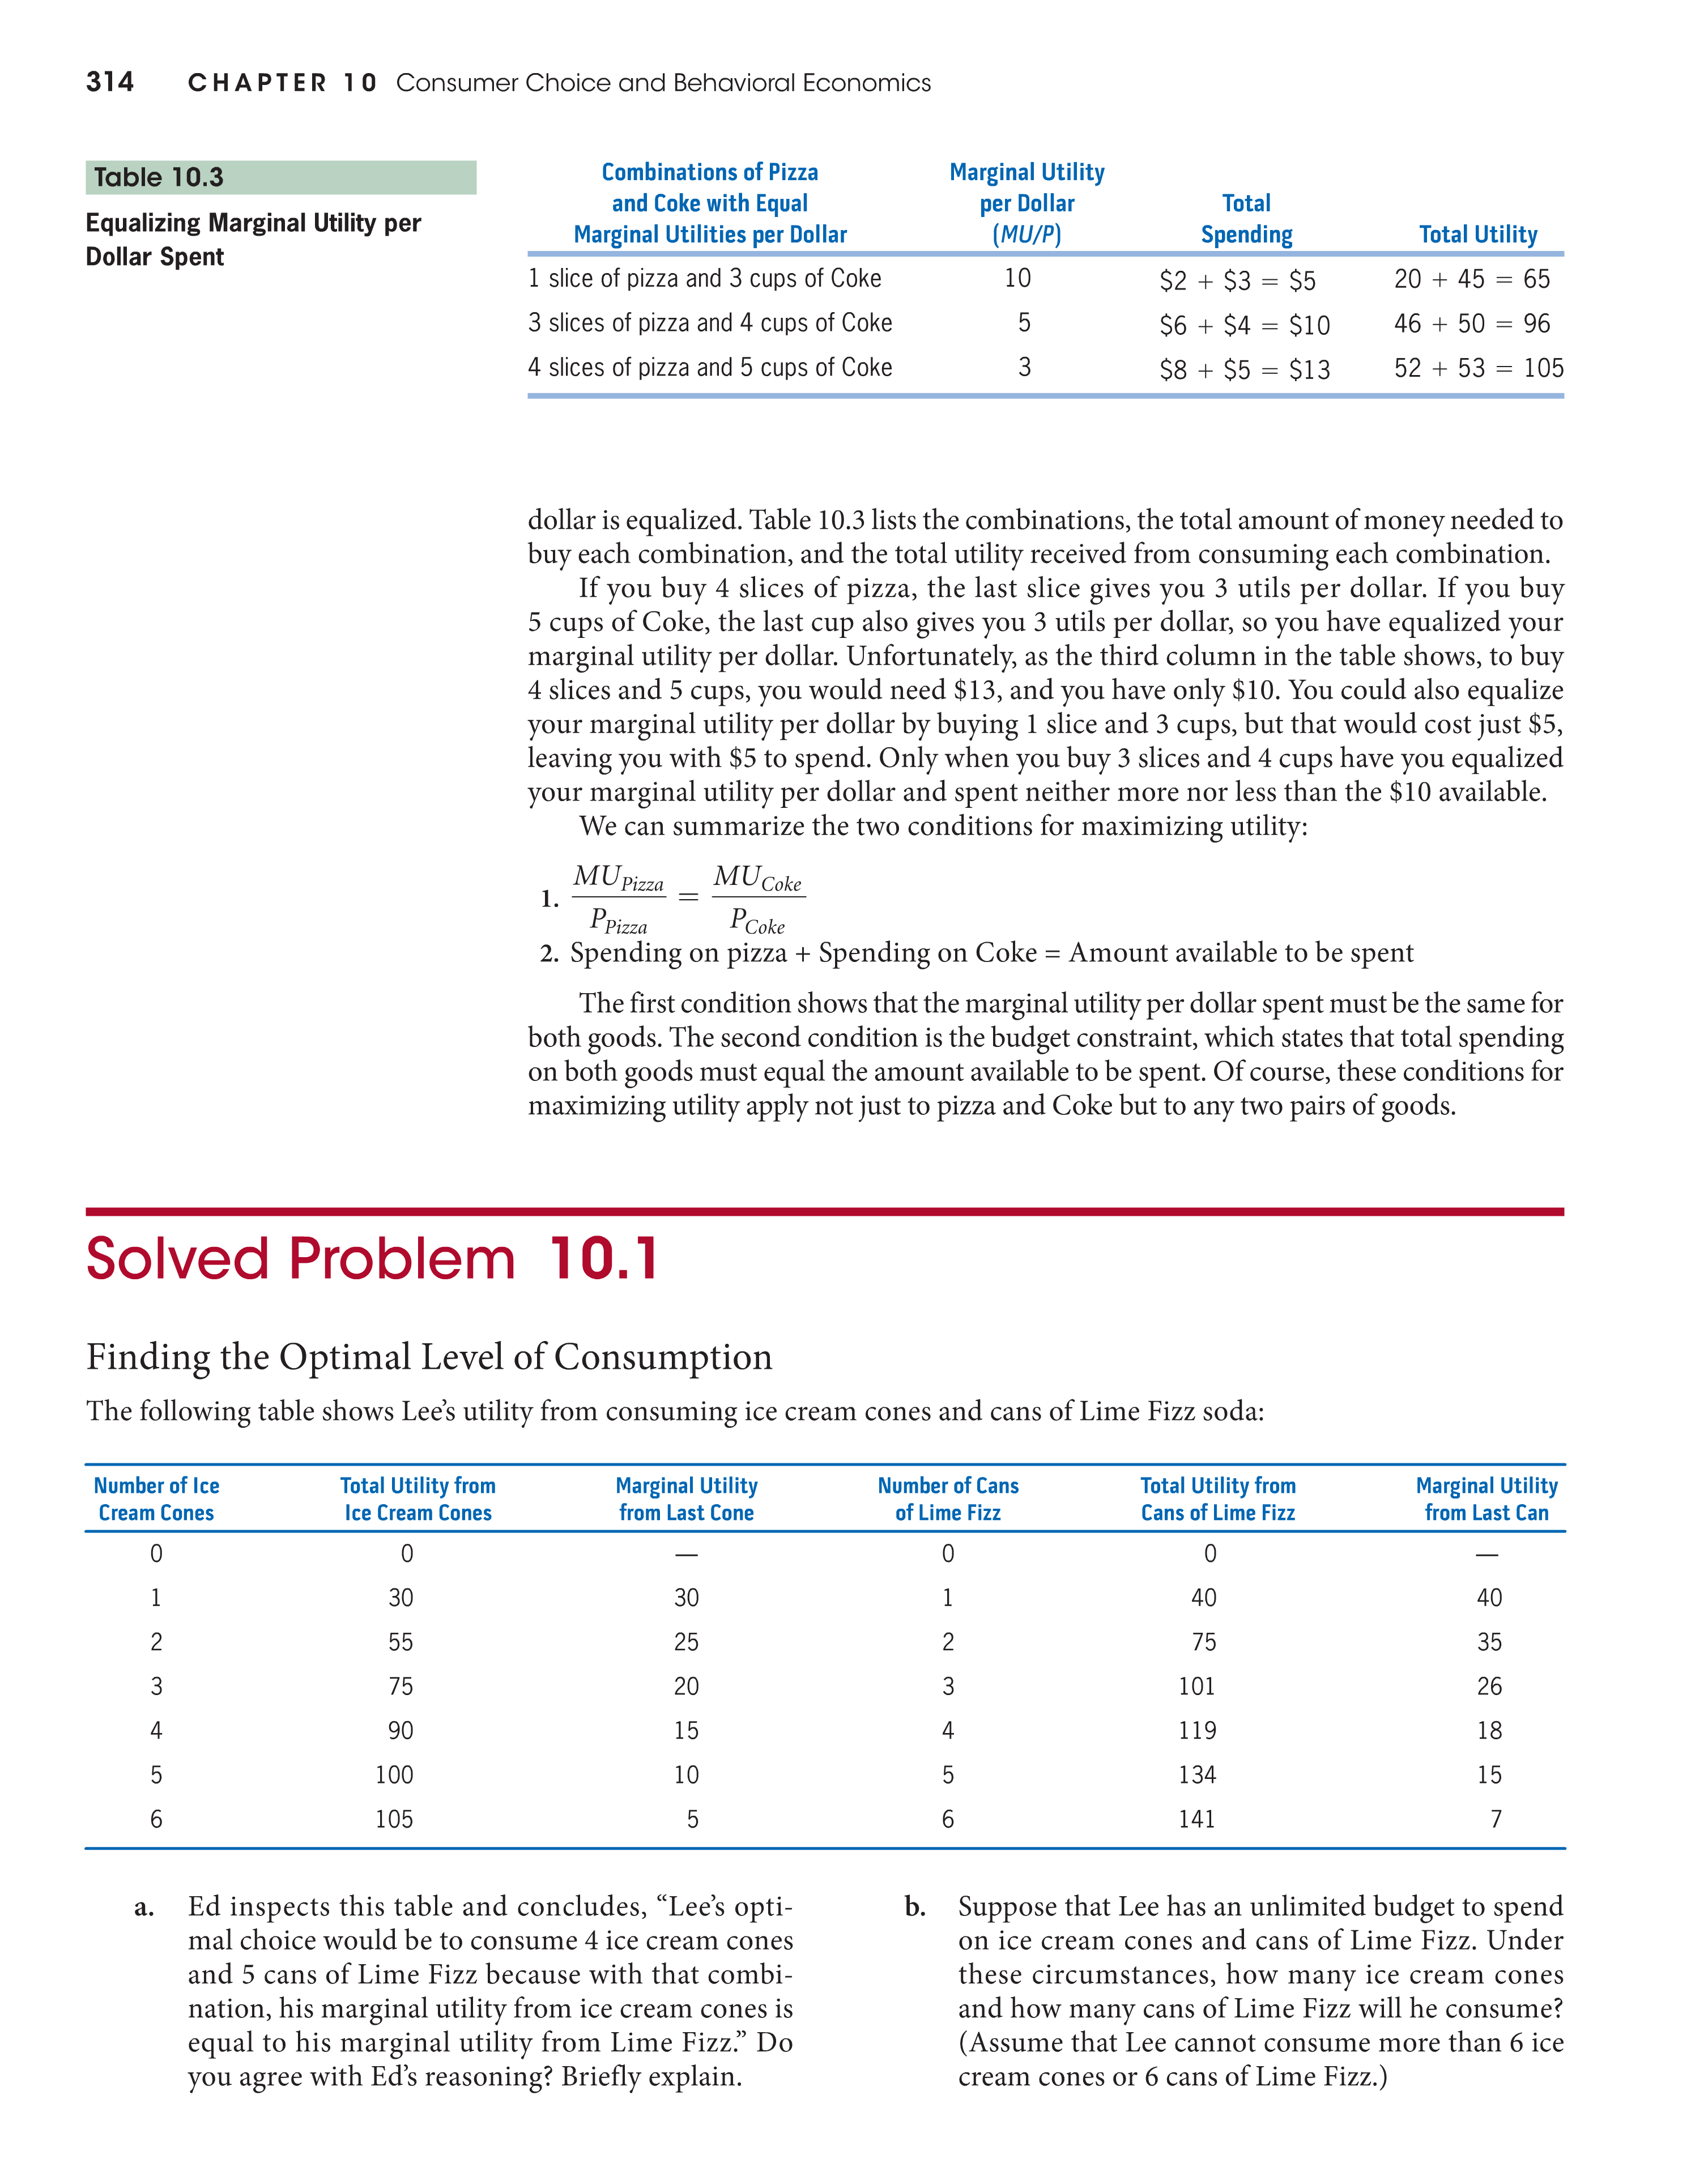 314 CHAPTER 10 Consumer Choice and Behavioral Economics
Table 10.3
Equalizing Marginal Utility per
Dollar Spent
Combinations of Pizza
and Coke with Equal
Marginal Utilities per Dollar
Marginal Utility
per Dollar
(MU/P)
Total
Spending
Total Utility
1 slice of pizza and 3 cups of Coke 10 $2 + $3 = $5 20 + 45 = 65
3 slices of pizza and 4 cups of Coke 5 $6 + $4 = $10 46 + 50 = 96
4 slices of pizza and 5 cups of Coke 3 $8 + $5 = $13 52 + 53 = 105
dollar is equalized. Table 10.3 lists the combinations, the total amount of money needed to
buy each combination, and the total utility received from consuming each combination.
If you buy 4 slices of pizza, the last slice gives you 3 utils per dollar. If you buy
5 cups of Coke, the last cup also gives you 3 utils per dollar, so you have equalized your
marginal utility per dollar. Unfortunately, as the third column in the table shows, to buy
4 slices and 5 cups, you would need $13, and you have only $10. You could also equalize
your marginal utility per dollar by buying 1 slice and 3 cups, but that would cost just $5,
leaving you with $5 to spend. Only when you buy 3 slices and 4 cups have you equalized
your marginal utility per dollar and spent neither more nor less than the $10 available.
We can summarize the two conditions for maximizing utility:
1. MU_Pizza / P_Pizza = MU_Coke / P_Coke
2. Spending on pizza + Spending on Coke = Amount available to be spent
The first condition shows that the marginal utility per dollar spent must be the same for
both goods. The second condition is the budget constraint, which states that total spending
on both goods must equal the amount available to be spent. Of course, these conditions for
maximizing utility apply not just to pizza and Coke but to any two pairs of goods.
Solved Problem 10.1
Finding the Optimal Level of Consumption
The following table shows Lee's utility from consuming ice cream cones and cans of Lime Fizz soda:
Number of Ice
Cream Cones
Total Utility from
Ice Cream Cones
Marginal Utility
from Last Cone
Number of Cans
of Lime Fizz
Total Utility from
Cans of Lime Fizz
Marginal Utility
from Last Can
0 0 — 0 0 —
1 30 30 1 40 40
2 55 25 2 75 35
3 75 20 3 101 26
4 90 15 4 119 18
5 100 10 5 134 15
6 105 5 6 141 7
a. Ed inspects this table and concludes, “Lee's opti-
mal choice would be to consume 4 ice cream cones
and 5 cans of Lime Fizz because with that combi-
nation, his marginal utility from ice cream cones is
equal to his marginal utility from Lime Fizz.” Do
you agree with Ed's reasoning? Briefly explain.
b. Suppose that Lee has an unlimited budget to spend
on ice cream cones and cans of Lime Fizz. Under
these circumstances, how many ice cream cones
and how many cans of Lime Fizz will he consume?
(Assume that Lee cannot consume more than 6 ice
cream cones or 6 cans of Lime Fizz.)